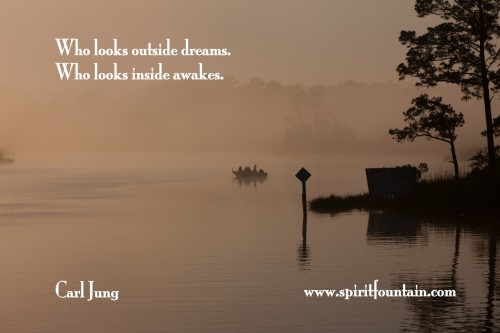 Who looks outside dreams.
Who looks inside awakes.
Carl Jung
www.spiritfountain.com